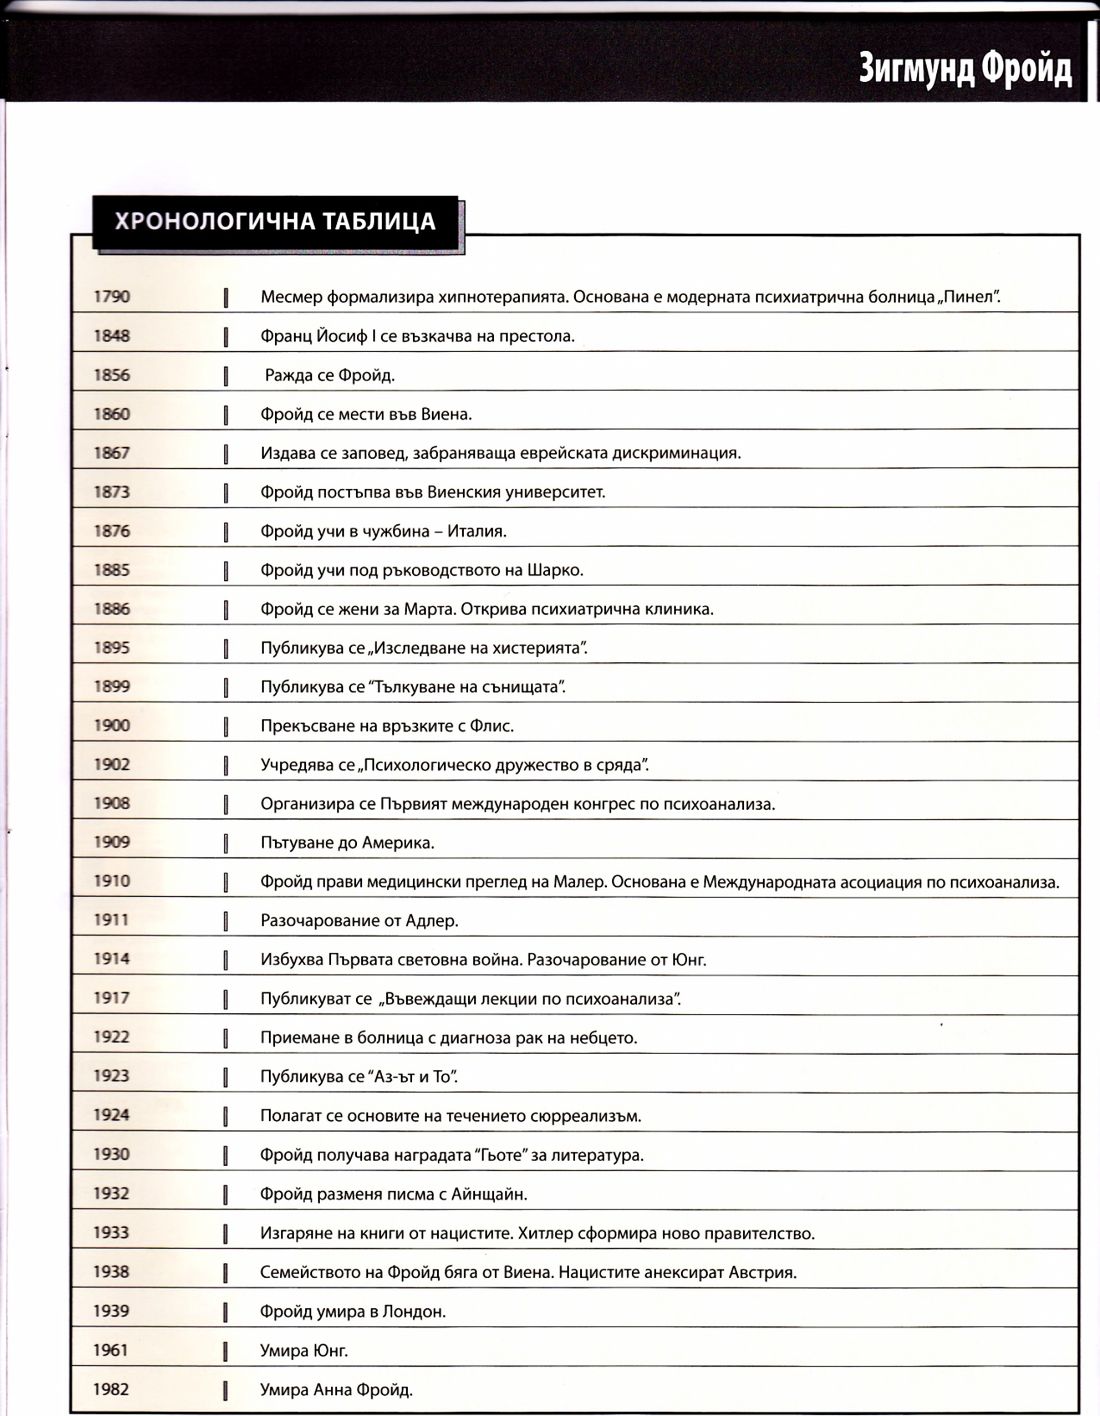 Зигмунд Фройд
ХРОНОЛОГИЧНА ТАБЛИЦА
1790 Месмер формализира хипнотерапията. Основана е модерната психиатрична болница „Пинел”.
1848 Франц Йосиф I се възкачва на престола.
1856 Ражда се Фройд.
1860 Фройд се мести във Виена.
1867 Издава се заповед, забраняваща еврейската дискриминация.
1873 Фройд постъпва във Виенския университет.
1876 Фройд учи в чужбина – Италия.
1885 Фройд учи под ръководството на Шарко.
1886 Фройд се жени за Марта. Открива психиатрична клиника.
1895 Публикува се „Изследване на хистерията”.
1899 Публикува се “Тълкуване на сънищата”.
1900 Прекъсване на връзките с Флис.
1902 Учредява се „Психологическо дружество в сряда”.
1908 Организира се Първият международен конгрес по психоанализа.
1909 Пътуване до Америка.
1910 Фройд прави медицински преглед на Малер. Основана е Международната асоциация по психоанализа.
1911 Разочарование от Адлер.
1914 Избухва Първата световна война. Разочарование от Юнг.
1917 Публикуват се „Въвеждащи лекции по психоанализа”.
1922 Приемане в болница с диагноза рак на небцето.
1923 Публикува се “Аз-ът и То”.
1924 Полагат се основите на течението сюрреализъм.
1930 Фройд получава наградата “Гьоте” за литература.
1932 Фройд разменя писма с Айнщайн.
1933 Изгаряне на книги от нацистите. Хитлер сформира ново правителство.
1938 Семейството на Фройд бяга от Виена. Нацистите анексират Австрия.
1939 Фройд умира в Лондон.
1961 Умира Юнг.
1982 Умира Анна Фройд.